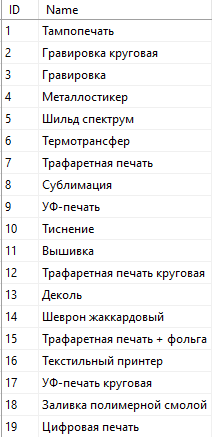 ID Name
1 Тампопечать
2 Гравировка круговая
3 Гравировка
4 Металлостикер
5 Шильд спектрум
6 Термотрансфер
7 Трафаретная печать
8 Сублимация
9 УФ-печать
10 Тиснение
11 Вышивка
12 Трафаретная печать круговая
13 Деколь
14 Шеврон жаккардовый
15 Трафаретная печать + фольга
16 Текстильный принтер
17 УФ-печать круговая
18 Заливка полимерной смолой
19 Цифровая печать